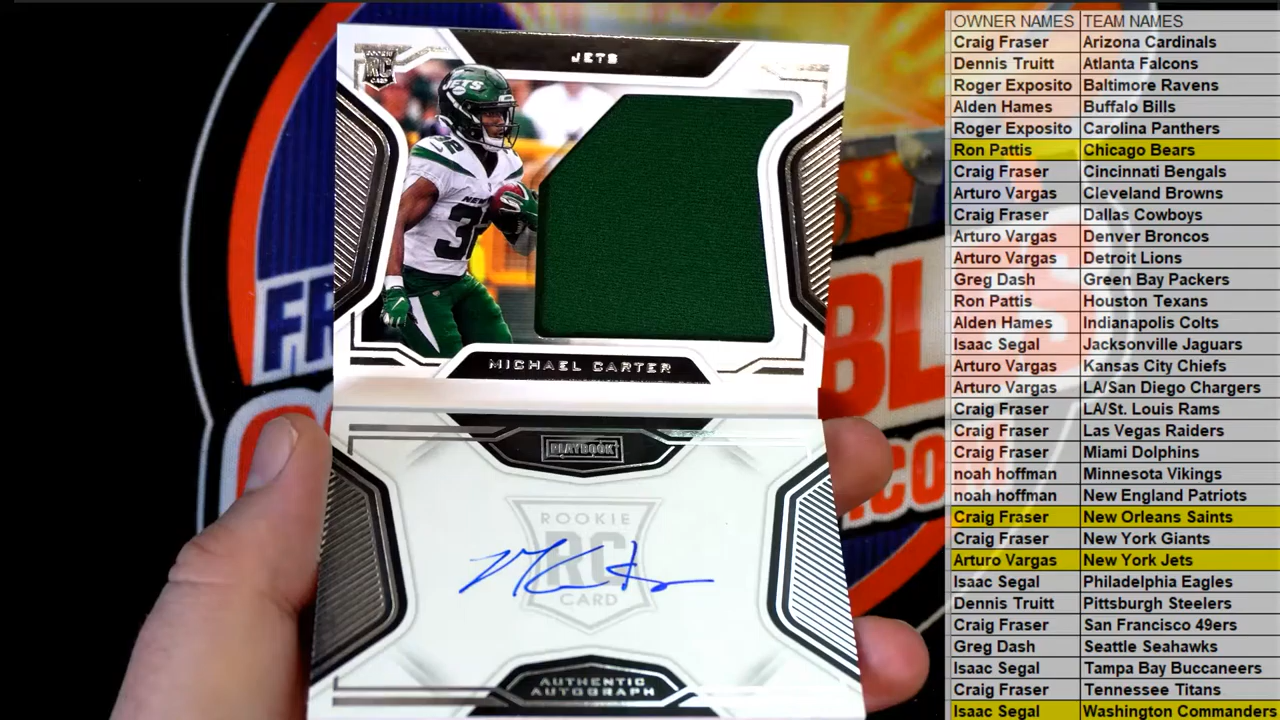 JETS
ROOKIE
RC
CARD
JETS
32
NEW
32
MICHAEL CARTER
PLAYBOOK
ROOKIE
RC
CARD
AUTHENTIC
AUTOGRAPH
OWNER NAMES TEAM NAMES
Craig Fraser Arizona Cardinals
Dennis Truitt Atlanta Falcons
Roger Exposito Baltimore Ravens
Alden Hames Buffalo Bills
Roger Exposito Carolina Panthers
Ron Pattis Chicago Bears
Craig Fraser Cincinnati Bengals
Arturo Vargas Cleveland Browns
Craig Fraser Dallas Cowboys
Arturo Vargas Denver Broncos
Arturo Vargas Detroit Lions
Greg Dash Green Bay Packers
Ron Pattis Houston Texans
Alden Hames Indianapolis Colts
Isaac Segal Jacksonville Jaguars
Arturo Vargas Kansas City Chiefs
Arturo Vargas LA/San Diego Chargers
Craig Fraser LA/St. Louis Rams
Craig Fraser Las Vegas Raiders
Craig Fraser Miami Dolphins
noah hoffman Minnesota Vikings
noah hoffman New England Patriots
Craig Fraser New Orleans Saints
Craig Fraser New York Giants
Arturo Vargas New York Jets
Isaac Segal Philadelphia Eagles
Dennis Truitt Pittsburgh Steelers
Craig Fraser San Francisco 49ers
Greg Dash Seattle Seahawks
Isaac Segal Tampa Bay Buccaneers
Craig Fraser Tennessee Titans
Isaac Segal Washington Commanders